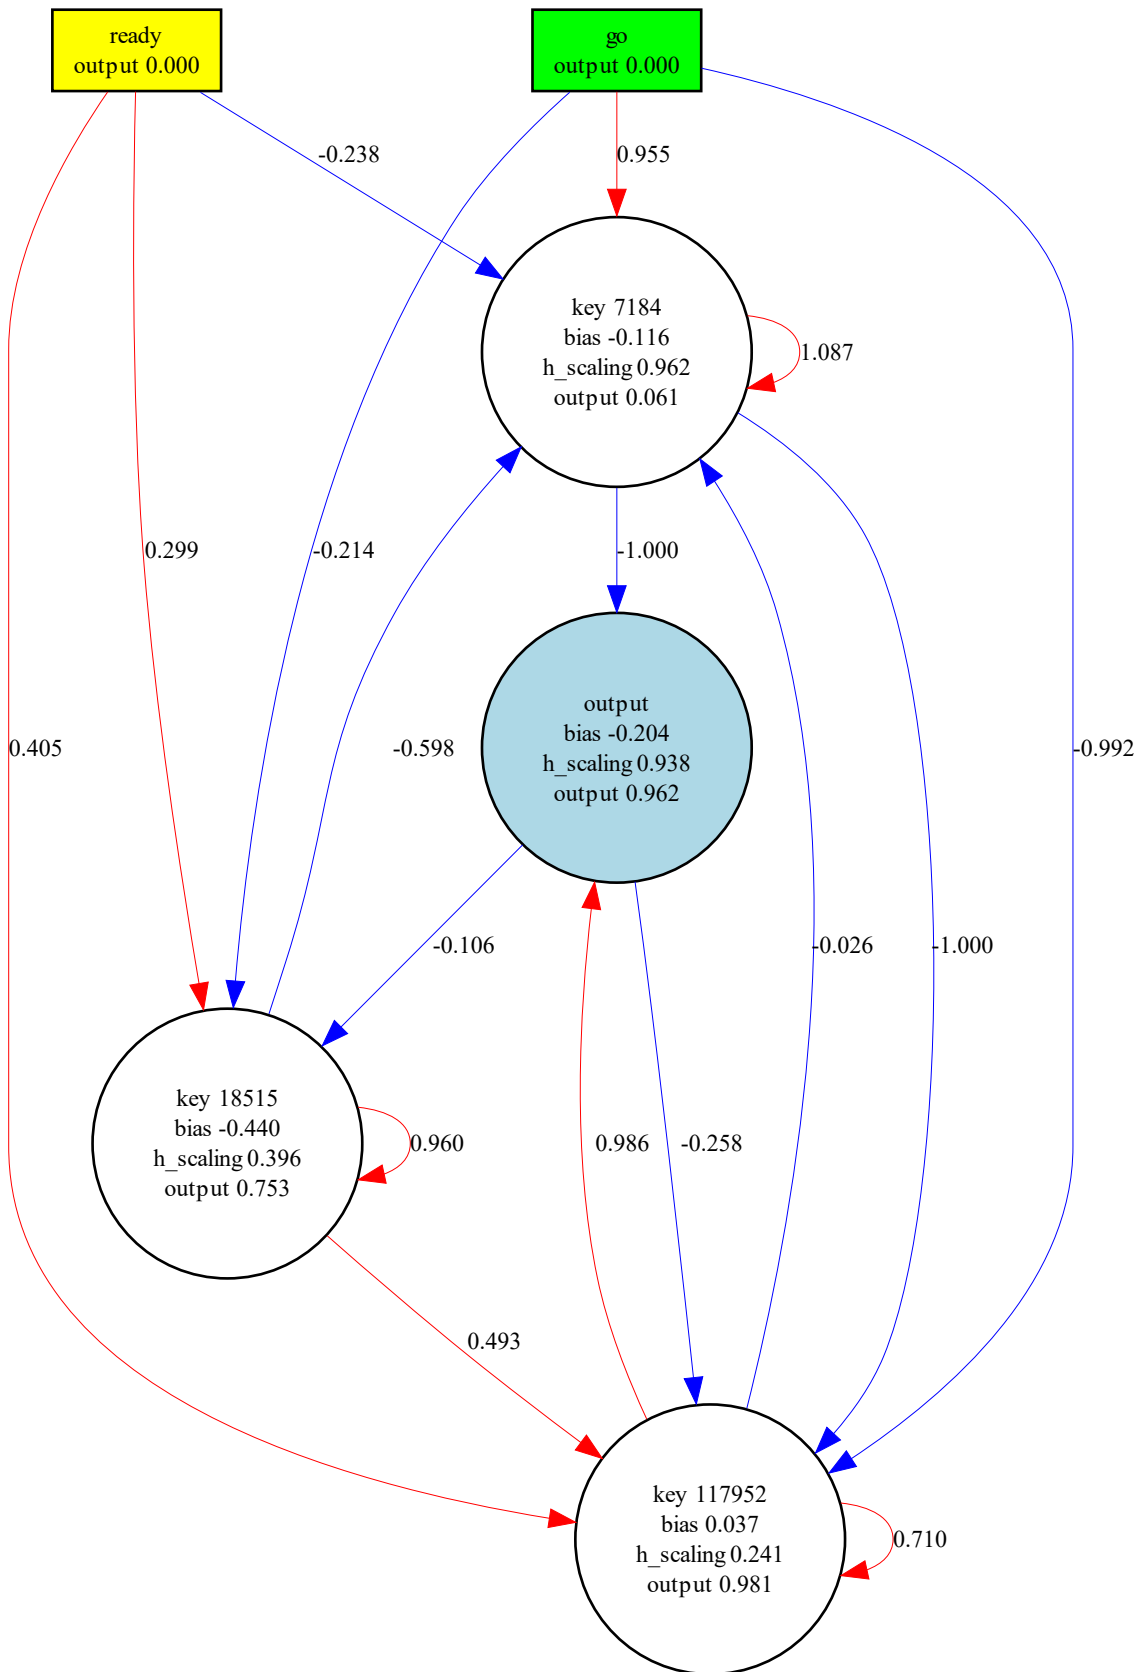 ready
output 0.000
go
output 0.000
-0.238
0.955
key 7184
bias -0.116
h_scaling 0.962
output 0.061
1.087
0.299
-0.214
-1.000
output
bias -0.204
h_scaling 0.938
output 0.962
0.405
-0.598
-0.992
-0.106
-0.026
-1.000
key 18515
bias -0.440
h_scaling 0.396
output 0.753
0.960
0.986
-0.258
0.493
key 117952
bias 0.037
h_scaling 0.241
output 0.981
0.710